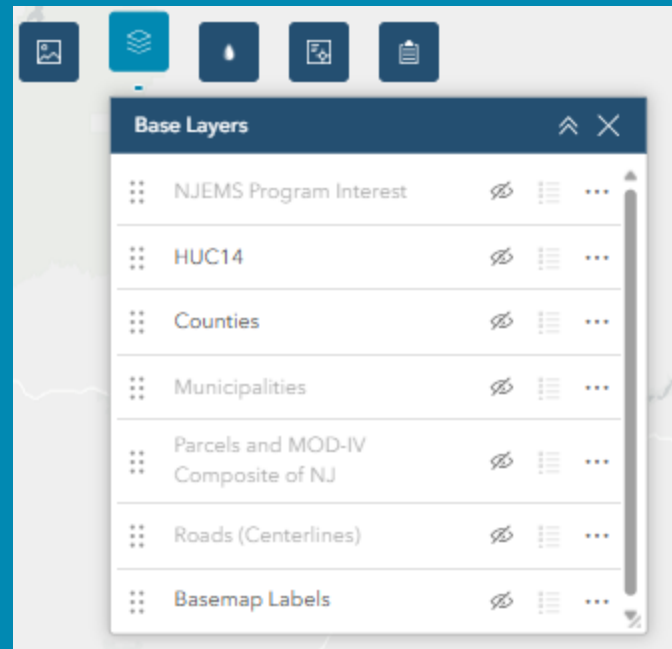 Base Layers
NJEMS Program Interest
HUC14
Counties
Municipalities
Parcels and MOD-IV
Composite of NJ
Roads (Centerlines)
Basemap Labels